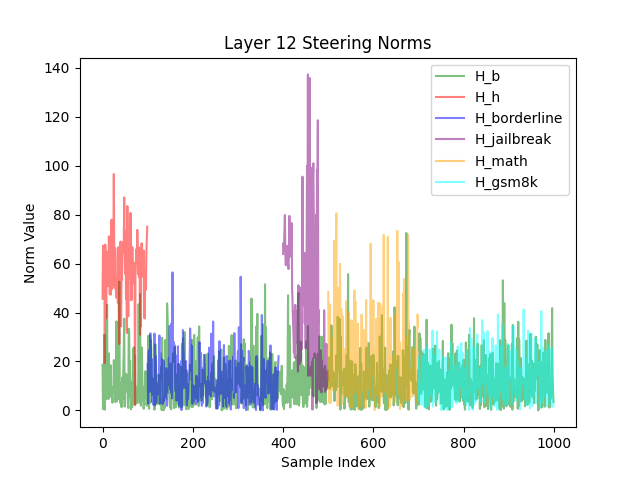 Layer 12 Steering Norms
140
120
100
80
60
40
20
0
Norm Value
0
200
400
600
800
1000
Sample Index
H_b
H_h
H_borderline
H_jailbreak
H_math
H_gsm8k